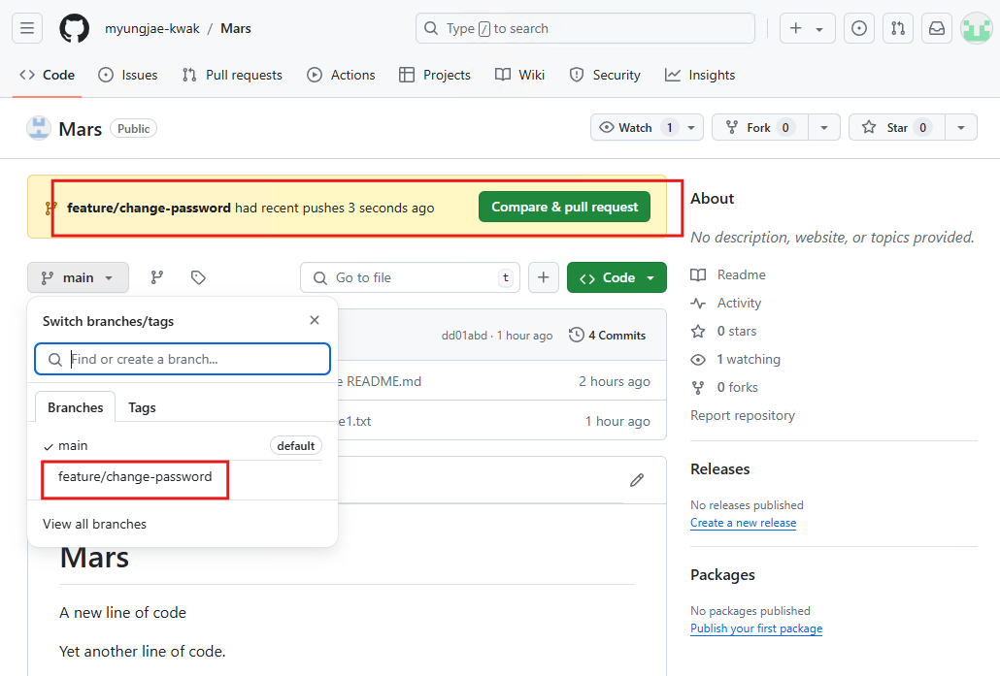 myungjae-kwak / Mars
Type / to search
Code Issues Pull requests Actions Projects Wiki Security Insights
Mars Public
Watch 1 Fork 0 Star 0
feature/change-password had recent pushes 3 seconds ago
Compare & pull request
main
Go to file t
Code
Switch branches/tags
Find or create a branch...
Branches Tags
main default
feature/change-password
View all branches
dd01abd · 1 hour ago 4 Commits
README.md 2 hours ago
e1.txt 1 hour ago
Mars
A new line of code
Yet another line of code.
About
No description, website, or topics provided.
Readme
Activity
0 stars
1 watching
0 forks
Report repository
Releases
No releases published
Create a new release
Packages
No packages published
Publish your first package